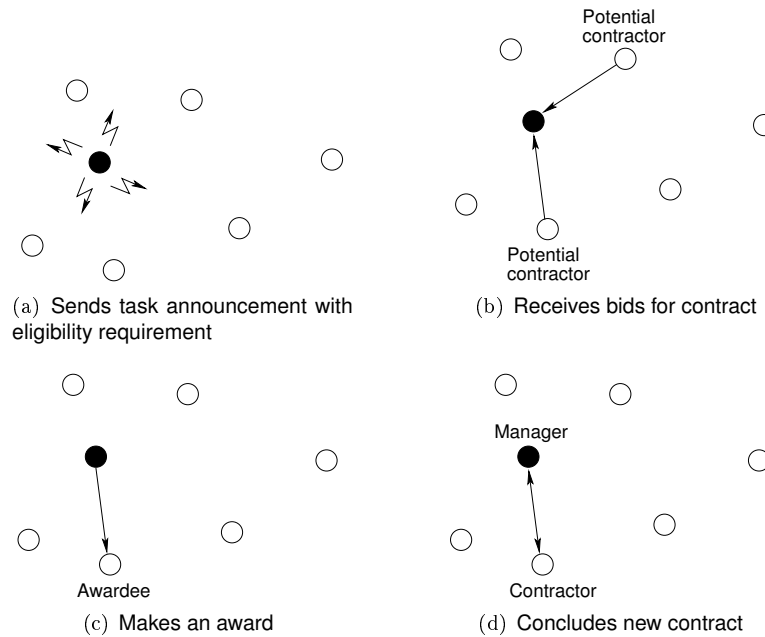 Potential
contractor
Potential
contractor
(a) Sends task announcement with
eligibility requirement
(b) Receives bids for contract
Manager
Awardee
Contractor
(c) Makes an award
(d) Concludes new contract